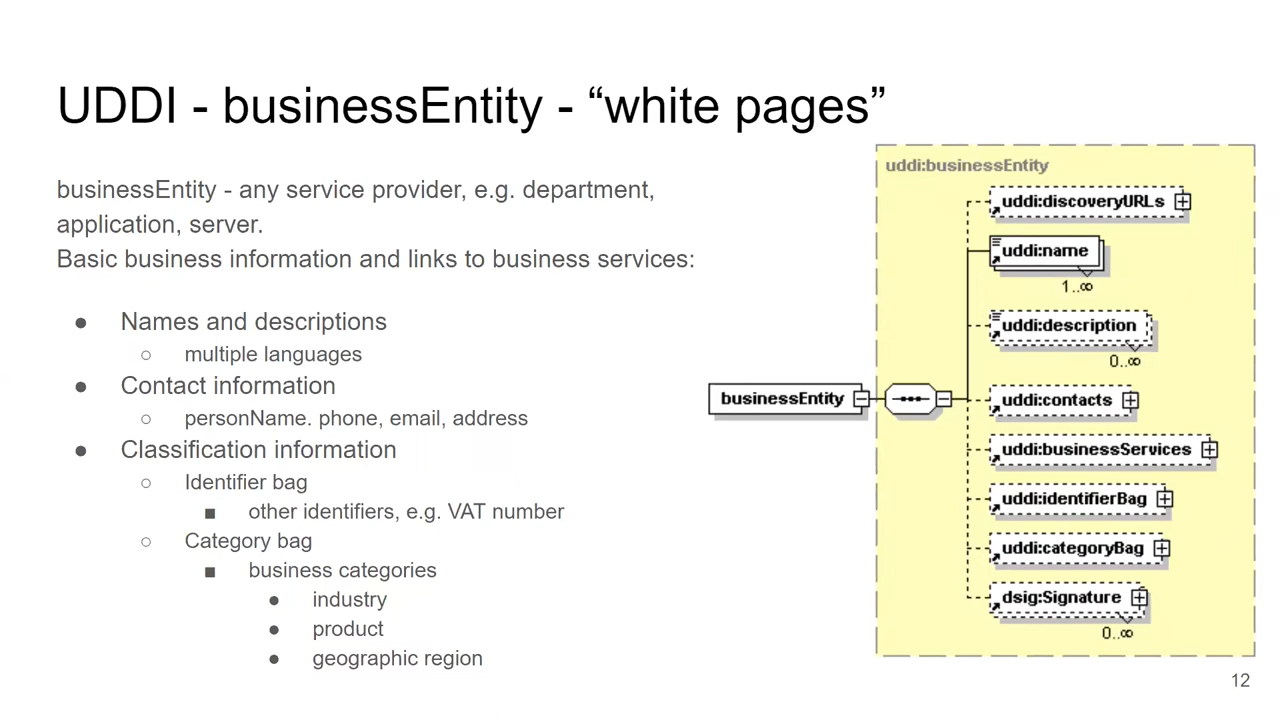 UDDI - businessEntity - “white pages”
businessEntity - any service provider, e.g. department,
application, server.
Basic business information and links to business services:
● Names and descriptions
○ multiple languages
● Contact information
○ personName. phone, email, address
● Classification information
○ Identifier bag
■ other identifiers, e.g. VAT number
○ Category bag
■ business categories
● industry
● product
● geographic region
uddi:businessEntity
businessEntity
uddi:discoveryURLs
uddi:name
1..∞
uddi:description
0..∞
uddi:contacts
uddi:businessServices
uddi:identifierBag
uddi:categoryBag
dsig:Signature
0..∞
12